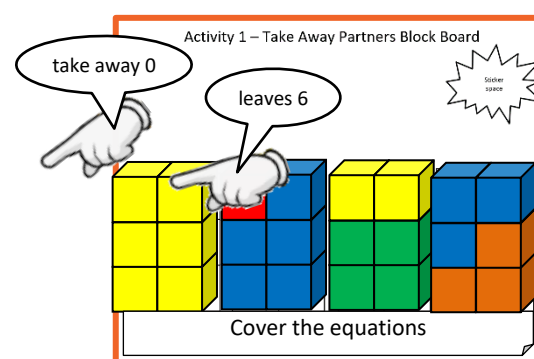 Activity 1 – Take Away Partners Block Board
take away 0
leaves 6
Sticker
space
Cover the equations